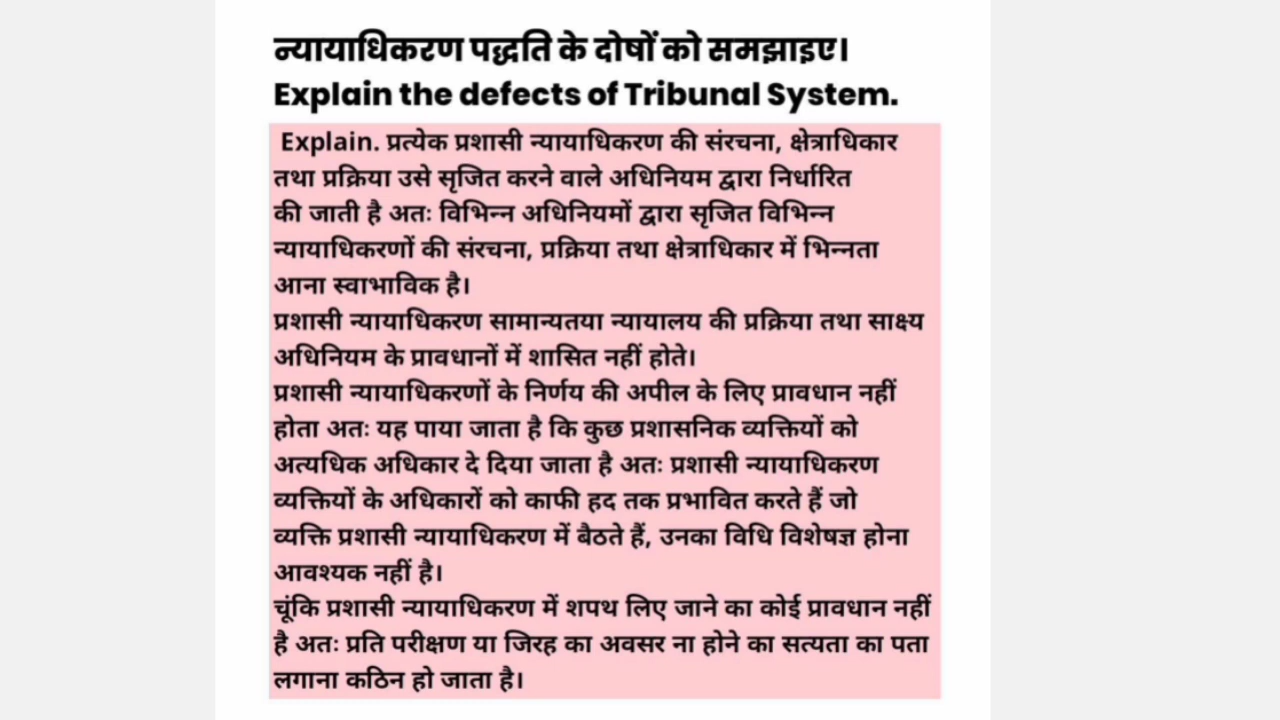 न्यायाधिकरण पद्धति के दोषों को समझाइए।
Explain the defects of Tribunal System.
Explain. प्रत्येक प्रशासी न्यायाधिकरण की संरचना, क्षेत्राधिकार
तथा प्रक्रिया उसे सृजित करने वाले अधिनियम द्वारा निर्धारित
की जाती है अतः विभिन्न अधिनियमों द्वारा सृजित विभिन्न
न्यायाधिकरणों की संरचना, प्रक्रिया तथा क्षेत्राधिकार में भिन्नता
आना स्वाभाविक है।
प्रशासी न्यायाधिकरण सामान्यतया न्यायालय की प्रक्रिया तथा साक्ष्य
अधिनियम के प्रावधानों में शासित नहीं होते।
प्रशासी न्यायाधिकरणों के निर्णय की अपील के लिए प्रावधान नहीं
होता अतः यह पाया जाता है कि कुछ प्रशासनिक व्यक्तियों को
अत्यधिक अधिकार दे दिया जाता है अतः प्रशासी न्यायाधिकरण
व्यक्तियों के अधिकारों को काफी हद तक प्रभावित करते हैं जो
व्यक्ति प्रशासी न्यायाधिकरण में बैठते हैं, उनका विधि विशेषज्ञ होना
आवश्यक नहीं है।
चूंकि प्रशासी न्यायाधिकरण में शपथ लिए जाने का कोई प्रावधान नहीं
है अतः प्रति परीक्षण या जिरह का अवसर ना होने का सत्यता का पता
लगाना कठिन हो जाता है।